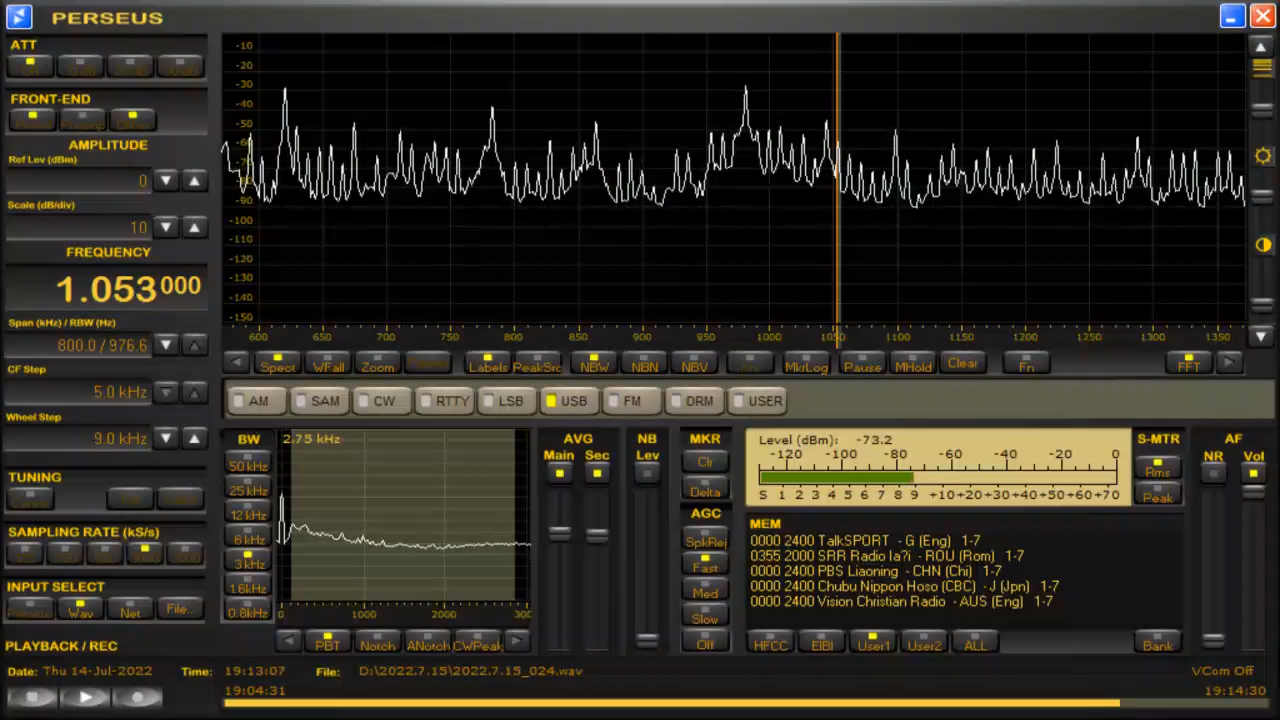 PERSEUS
ATT
FRONT-END
AMPLITUDE
Ref Lev (dBm)
0
Scale (dB/div)
10
FREQUENCY
1.053 000
Span (kHz) / RBW (Hz)
800.0 / 976.6
CF Step
5.0 kHz
Wheel Step
9.0 kHz
TUNING
SAMPLING RATE (kS/s)
INPUT SELECT
Wav Net File..
PLAYBACK / REC
-10
-20
-30
-40
-50
-60
-70
-80
-90
-100
-110
-120
-130
-140
-150
600 650 700 750 800 850 900 950 1000 1050 1100 1150 1200 1250 1300 1350
Spect WFall Zoom Labels PeakSrc NBW NBN NBV MkrLog Pause MHold Clear Fn FFT
AM SAM CW RTTY LSB USB FM DRM USER
BW
50 kHz
25 kHz
12 kHz
6 kHz
3 kHz
1.6kHz
0.8kHz
2.75 kHz
0 1000 2000 300
PBT Notch ANotch CWPeak
AVG
Main Sec
NB
Lev
MKR
Clr
Delta
AGC
SpkRej
Fast
Med
Slow
Off
Level (dBm): -73.2
-120 -100 -80 -60 -40 -20 0
S 1 2 3 4 5 6 7 8 9 +10+20+30+40+50+60+70
S-MTR
Rms
Peak
AF
NR Vol
MEM
0000 2400 TalkSPORT - G (Eng) 1-7
0355 2000 SRR Radio Ia?i - ROU (Rom) 1-7
0000 2400 PBS Liaoning - CHN (Chi) 1-7
0000 2400 Chubu Nippon Hoso (CBC) - J (Jpn) 1-7
0000 2400 Vision Christian Radio - AUS (Eng) 1-7
HFCC EIBI User1 User2 ALL Bank
Date: Thu 14-Jul-2022 Time: 19:13:07 File: D:\2022.7.15\2022.7.15_024.wav VCom Off
19:04:31 19:14:30